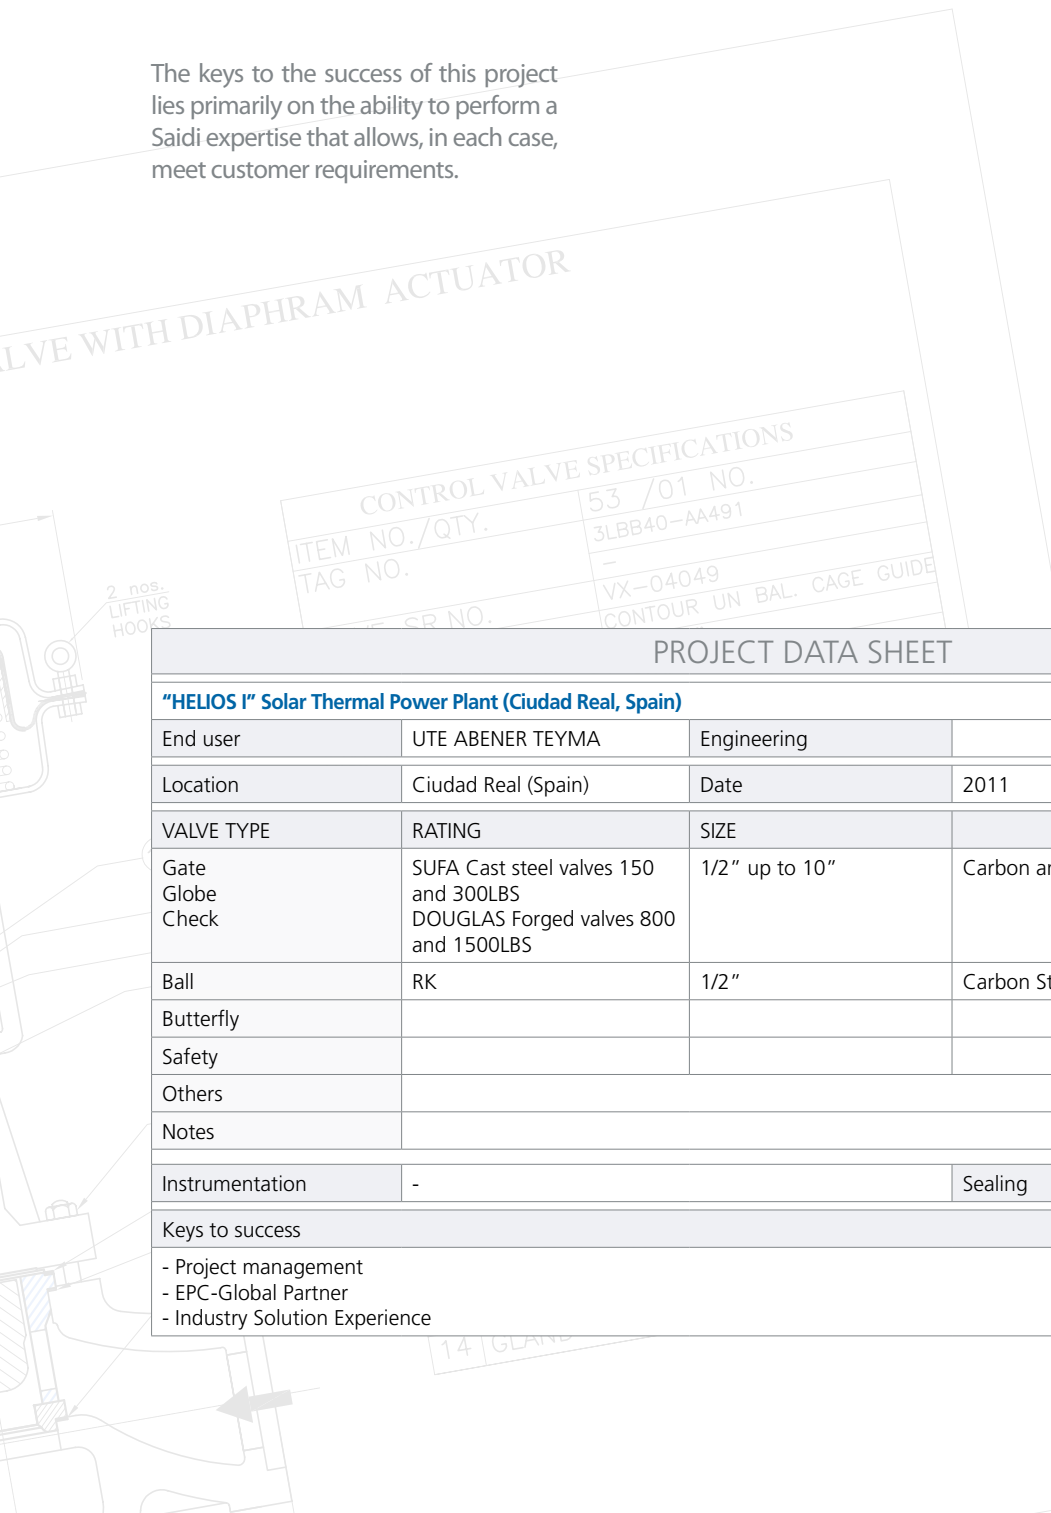 The keys to the success of this project
lies primarily on the ability to perform a
Saidi expertise that allows, in each case,
meet customer requirements.
WITH DIAPHRAM ACTUATOR
CONTROL VALVE SPECIFICATIONS
ITEM NO./QTY. 53 /01 NO.
TAG NO. 3LBB40-AA491
-
VX-04049
SR NO. CONTOUR UN BAL. CAGE GUIDE
2 nos.
LIFTING
HOOKS
PROJECT DATA SHEET
“HELIOS I” Solar Thermal Power Plant (Ciudad Real, Spain)
End user UTE ABENER TEYMA Engineering
Location Ciudad Real (Spain) Date 2011
VALVE TYPE RATING SIZE
Gate SUFA Cast steel valves 150 1/2” up to 10” Carbon
Globe and 300LBS
Check DOUGLAS Forged valves 800
and 1500LBS
Ball RK 1/2” Carbon
Butterfly
Safety
Others
Notes
Instrumentation - Sealing
Keys to success
- Project management
- EPC-Global Partner
- Industry Solution Experience
14 GLAND